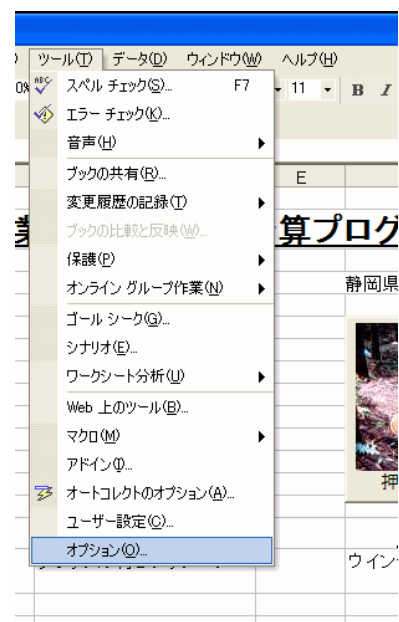 ツール(T) データ(D) ウィンドウ(W) ヘルプ(H)
スペル チェック(S)... F7
11 B I
エラー チェック(K)...
音声(H)
ブックの共有(R)...
E
変更履歴の記録(T)
ブックの比較と反映(W)...
算プログ
保護(P)
オンライン グループ作業(N)
静岡県
ゴール シーク(G)...
シナリオ(E)...
ワークシート分析(U)
Web 上のツール(B)...
マクロ(M)
アドイン(I)...
押
オートコレクトのオプション(A)...
ユーザー設定(C)...
オプション(O)...
ウイン